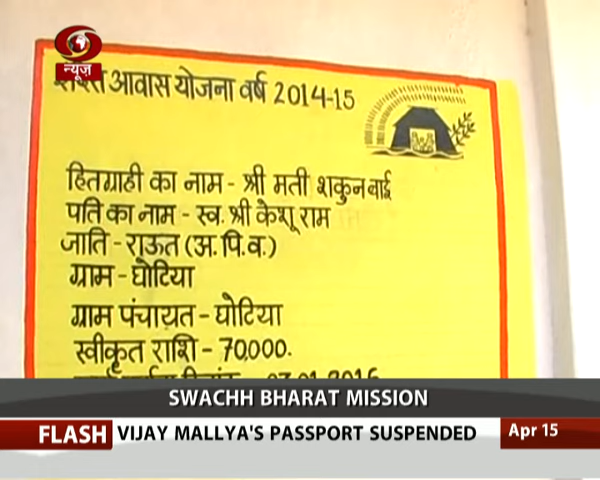 न्यूज़
आवास योजना वर्ष 2014-15
हितग्राही का नाम - श्री मती शकुन बाई
पति का नाम - स्व. श्री केशू राम
जाति - राऊत (अ.पि.व.)
ग्राम - घोटिया
ग्राम पंचायत - घोटिया
स्वीकृत राशि - 70,000.
SWACHH BHARAT MISSION
FLASH VIJAY MALLYA'S PASSPORT SUSPENDED Apr 15